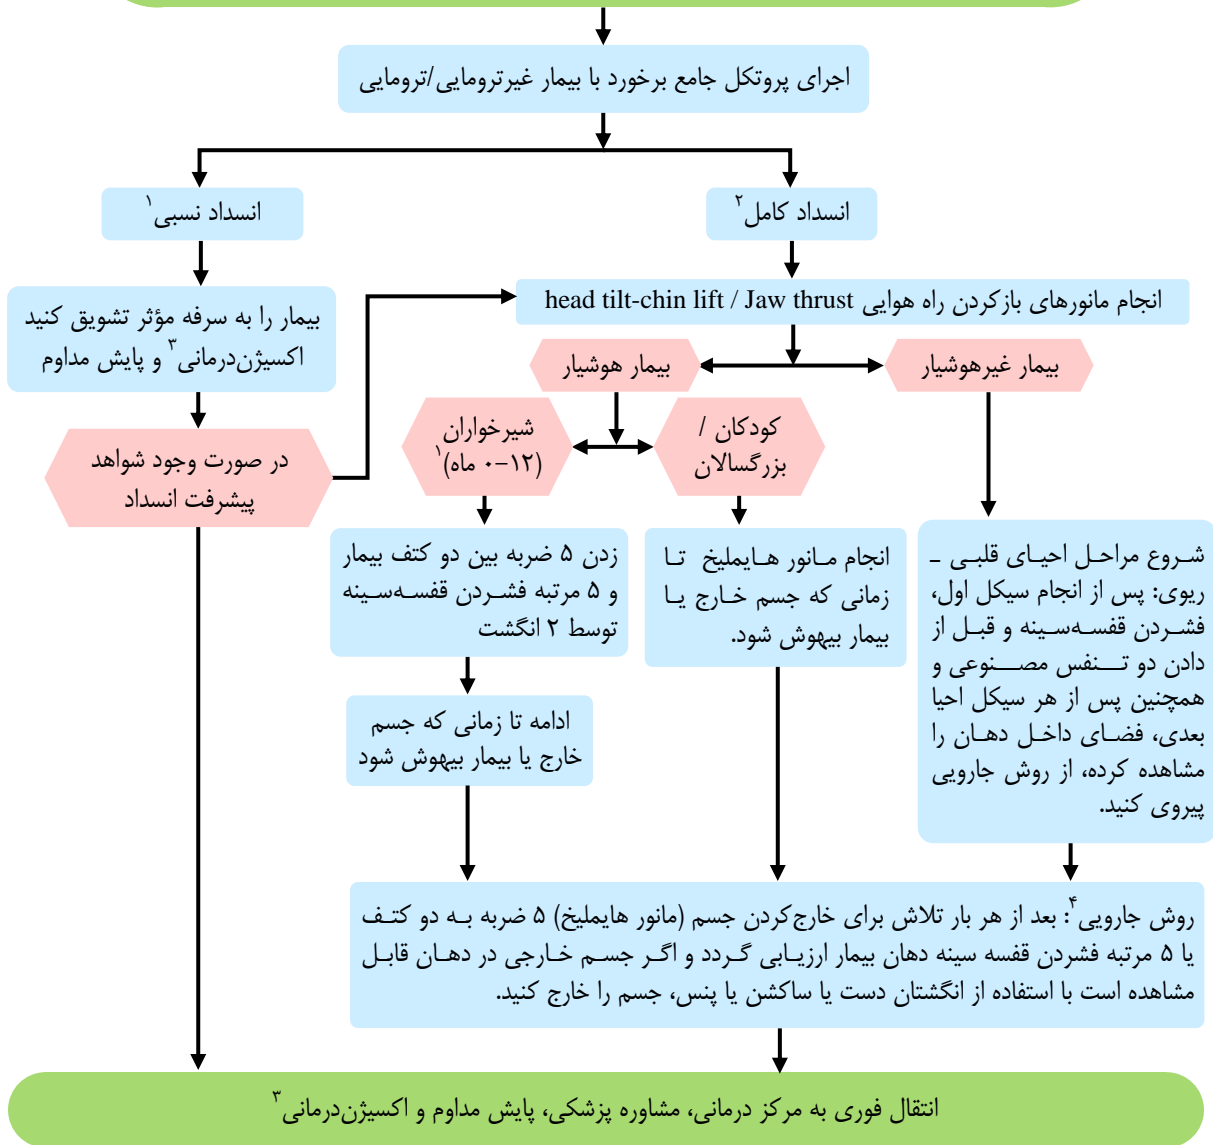 اجرای پروتکل جامع برخورد با بیمار غیرترومایی/ترومایی
انسداد کامل۲
انسداد نسبی۱
انجام مانورهای بازکردن راه هوایی head tilt-chin lift / Jaw thrust
بیمار را به سرفه مؤثر تشویق کنید
اکسیژن‌درمانی۳ و پایش مداوم
بیمار غیرهوشیار
بیمار هوشیار
کودکان /
بزرگسالان
شیرخواران
(۱۲-۰ ماه)۱
در صورت وجود شواهد
پیشرفت انسداد
شروع مراحل احیای قلبی -
ریوی: پس از انجام سیکل اول،
فشردن قفسه‌سینه و قبل از
دادن دو تنفس مصنوعی و
همچنین پس از هر سیکل احیا
بعدی، فضای داخل دهان را
مشاهده کرده، از روش جارویی
پیروی کنید.
انجام مانور هایملیخ تا
زمانی که جسم خارج یا
بیمار بیهوش شود.
زدن ۵ ضربه بین دو کتف بیمار
و ۵ مرتبه فشردن قفسه‌سینه
توسط ۲ انگشت
ادامه تا زمانی که جسم
خارج یا بیمار بیهوش شود
روش جارویی۴: بعد از هر بار تلاش برای خارج‌کردن جسم (مانور هایملیخ) ۵ ضربه به دو کتف
یا ۵ مرتبه فشردن قفسه سینه دهان بیمار ارزیابی گردد و اگر جسم خارجی در دهان قابل
مشاهده است با استفاده از انگشتان دست یا ساکشن یا پنس، جسم را خارج کنید.
انتقال فوری به مرکز درمانی، مشاوره پزشکی، پایش مداوم و اکسیژن‌درمانی۳